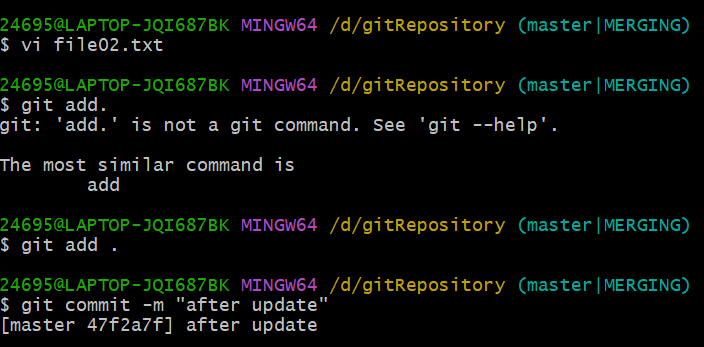 24695@LAPTOP-JQI687BK MINGW64 /d/gitRepository (master|MERGING)
$ vi file02.txt
24695@LAPTOP-JQI687BK MINGW64 /d/gitRepository (master|MERGING)
$ git add.
git: 'add.' is not a git command. See 'git --help'.
The most similar command is
add
24695@LAPTOP-JQI687BK MINGW64 /d/gitRepository (master|MERGING)
$ git add .
24695@LAPTOP-JQI687BK MINGW64 /d/gitRepository (master|MERGING)
$ git commit -m "after update"
[master 47f2a7f] after update